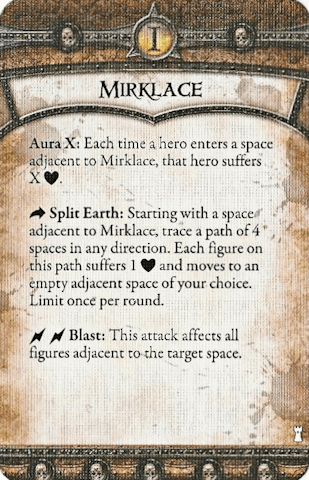 I
MIRKLACE
Aura X: Each time a hero enters a space
adjacent to Mirklace, that hero suffers
X ♥.
Split Earth: Starting with a space
adjacent to Mirklace, trace a path of 4
spaces in any direction. Each figure on
this path suffers 1 ♥ and moves to an
empty adjacent space of your choice.
Limit once per round.
Blast: This attack affects all
figures adjacent to the target space.